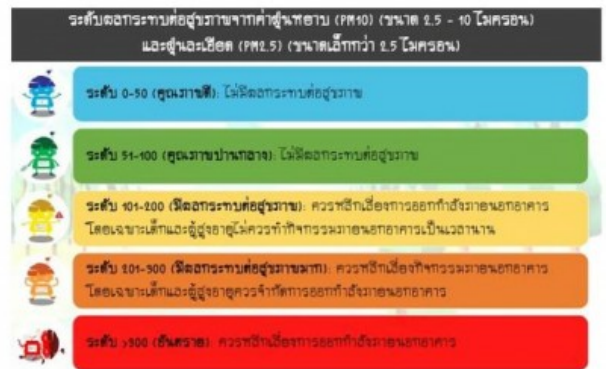 ระดับผลกระทบต่อสุขภาพจากค่าฝุ่นหยาบ (PM10) (ขนาด 2.5 - 10 ไมครอน)
และฝุ่นละเอียด (PM2.5) (ขนาดเล็กกว่า 2.5 ไมครอน)
ระดับ 0-50 (คุณภาพดี): ไม่มีผลกระทบต่อสุขภาพ
ระดับ 51-100 (คุณภาพปานกลาง): ไม่มีผลกระทบต่อสุขภาพ
ระดับ 101-200 (มีผลกระทบต่อสุขภาพ): ควรหลีกเลี่ยงการออกกำลังภายนอกอาคาร
โดยเฉพาะเด็กและผู้สูงอายุไม่ควรทำกิจกรรมภายนอกอาคารเป็นเวลานาน
ระดับ 201-300 (มีผลกระทบต่อสุขภาพมาก): ควรหลีกเลี่ยงกิจกรรมภายนอกอาคาร
โดยเฉพาะเด็กและผู้สูงอายุควรจำกัดการออกกำลังภายนอกอาคาร
ระดับ >300 (อันตราย): ควรหลีกเลี่ยงการออกกำลังภายนอกอาคาร